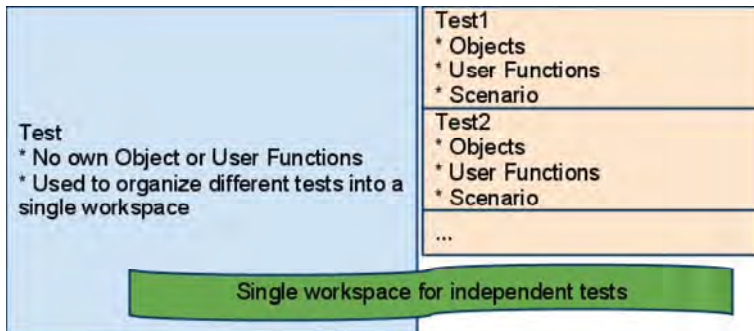 Test
* No own Object or User Functions
* Used to organize different tests into a
single workspace
Test1
* Objects
* User Functions
* Scenario
Test2
* Objects
* User Functions
* Scenario
...
Single workspace for independent tests